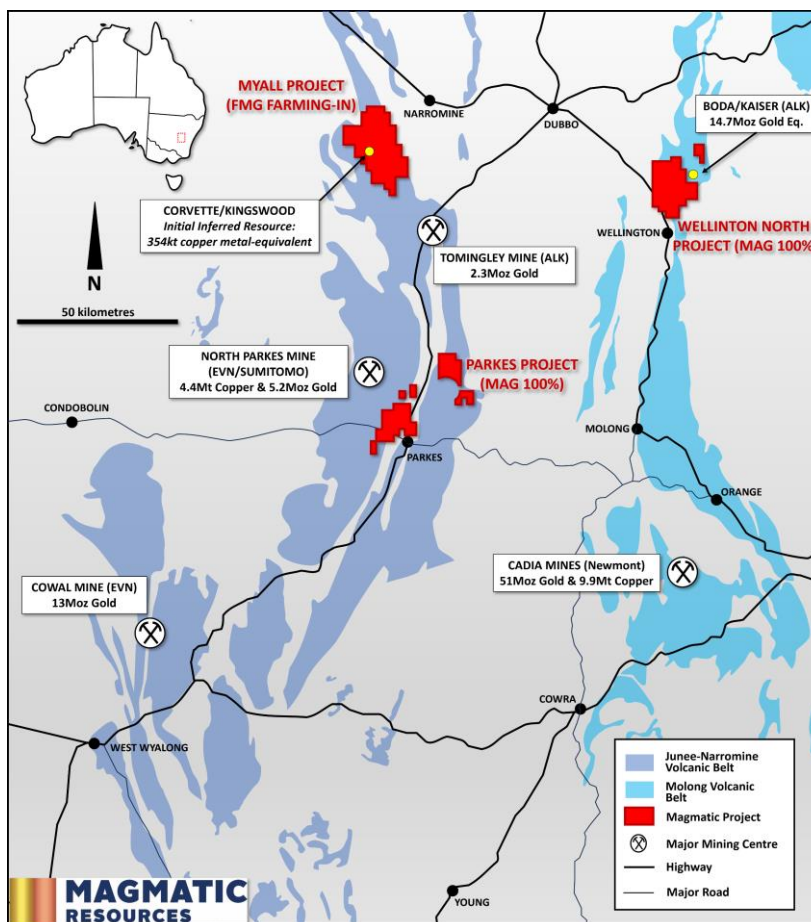 MYALL PROJECT
(FMG FARMING-IN)
NARROMINE
DUBBO
BODA/KAISER (ALK)
14.7Moz Gold Eq.
CORVETTE/KINGSWOOD
Initial Inferred Resource:
354kt copper metal-equivalent
WELLINGTON
WELLINTON NORTH
PROJECT (MAG 100%
N
50 kilometres
TOMINGLEY MINE (ALK)
2.3Moz Gold
NORTH PARKES MINE
(EVN/SUMITOMO)
4.4Mt Copper & 5.2Moz Gold
PARKES PROJECT
(MAG 100%)
CONDOBOLIN
PARKES
MOLONG
ORANGE
COWAL MINE (EVN)
13Moz Gold
CADIA MINES (Newmont)
51Moz Gold & 9.9Mt Copper
COWRA
WEST WYALONG
YOUNG
Junee-Narromine
Volcanic Belt
Molong Volcanic
Belt
Magmatic Project
Major Mining Centre
Highway
Major Road
MAGMATIC
RESOURCES